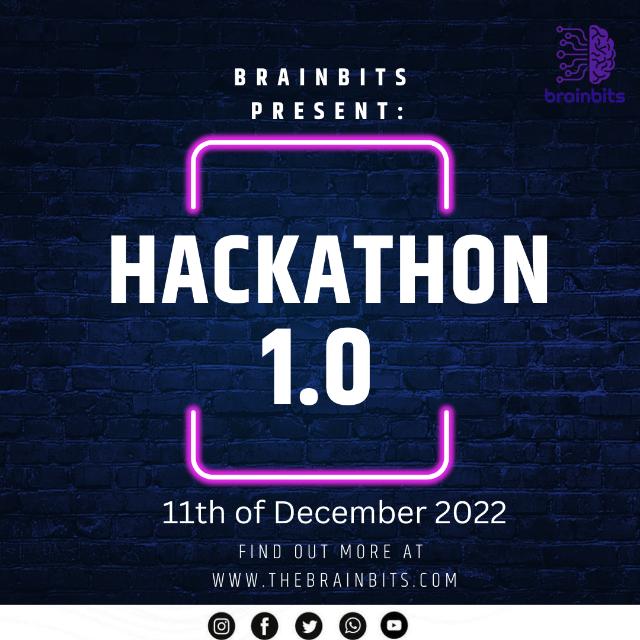 brainbits
BRAINBITS
PRESENT:
HACKATHON
1.0
11th of December 2022
FIND OUT MORE AT
WWW.THEBRAINBITS.COM